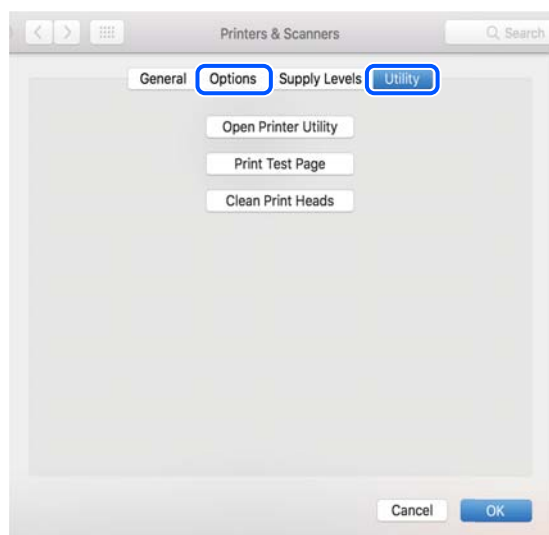 Printers & Scanners Search
General Options Supply Levels Utility
Open Printer Utility
Print Test Page
Clean Print Heads
Cancel OK